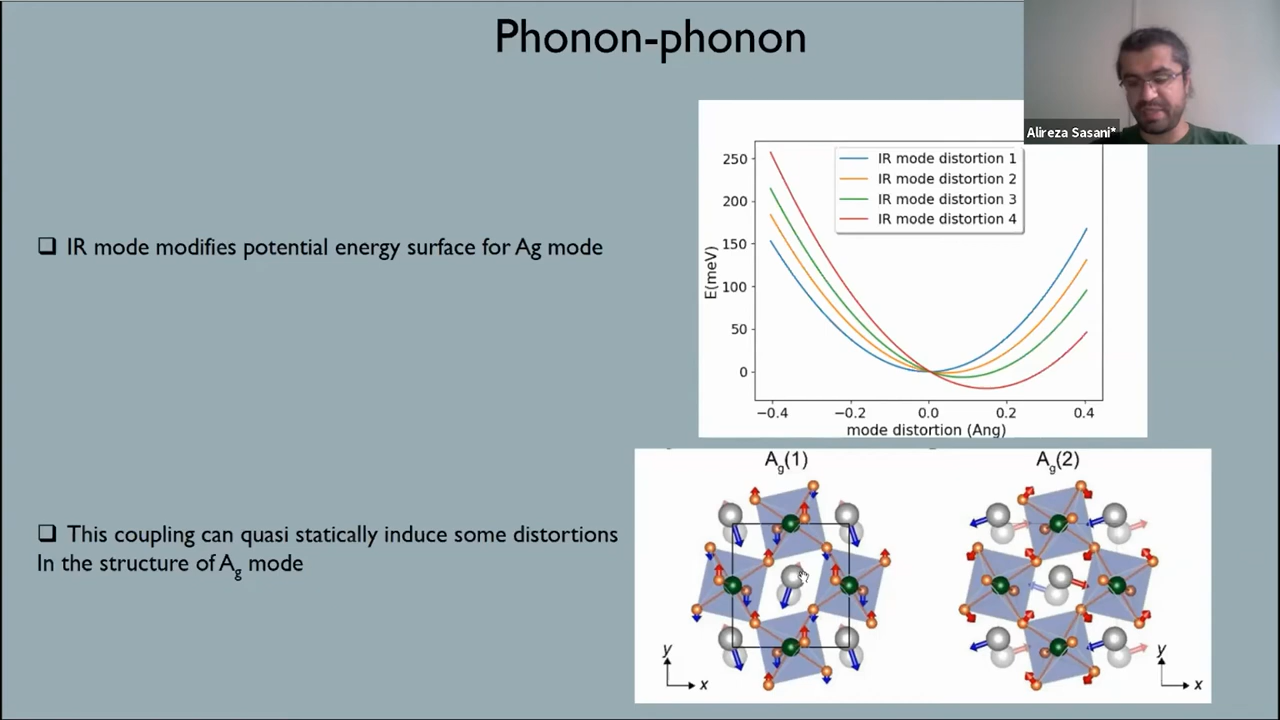 Phonon-phonon
Alireza Sasani*
❑ IR mode modifies potential energy surface for Ag mode
IR mode distortion 1
IR mode distortion 2
IR mode distortion 3
IR mode distortion 4
E(meV)
250
200
150
100
50
0
−0.4 −0.2 0.0 0.2 0.4
mode distortion (Ang)
❑ This coupling can quasi statically induce some distortions
In the structure of Ag mode
Ag(1) Ag(2)
y y
x x